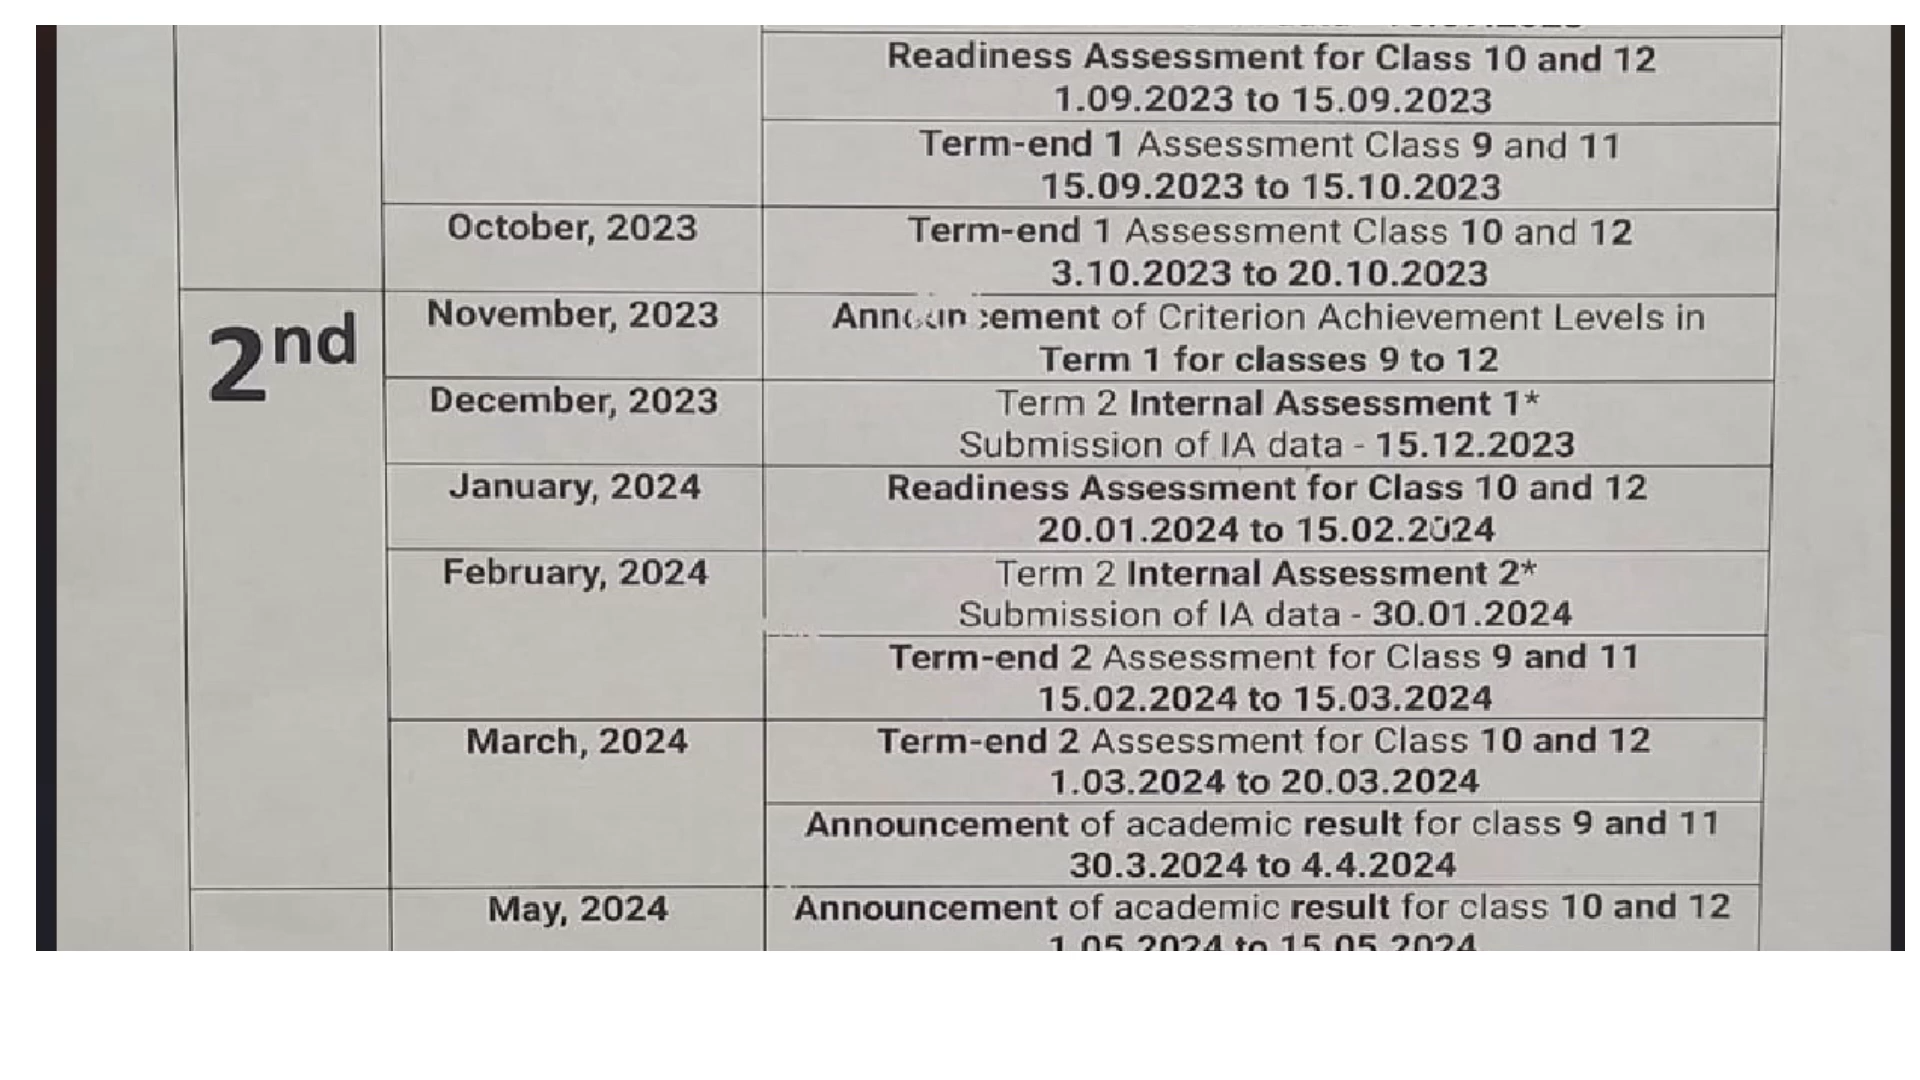 Readiness Assessment for Class 10 and 12
1.09.2023 to 15.09.2023
Term-end 1 Assessment Class 9 and 11
15.09.2023 to 15.10.2023
October, 2023
Term-end 1 Assessment Class 10 and 12
3.10.2023 to 20.10.2023
2nd
November, 2023
Announcement of Criterion Achievement Levels in
Term 1 for classes 9 to 12
December, 2023
Term 2 Internal Assessment 1*
Submission of IA data - 15.12.2023
January, 2024
Readiness Assessment for Class 10 and 12
20.01.2024 to 15.02.2024
February, 2024
Term 2 Internal Assessment 2*
Submission of IA data - 30.01.2024
Term-end 2 Assessment for Class 9 and 11
15.02.2024 to 15.03.2024
March, 2024
Term-end 2 Assessment for Class 10 and 12
1.03.2024 to 20.03.2024
Announcement of academic result for class 9 and 11
30.3.2024 to 4.4.2024
May, 2024
Announcement of academic result for class 10 and 12
1.05.2024 to 15.05.2024